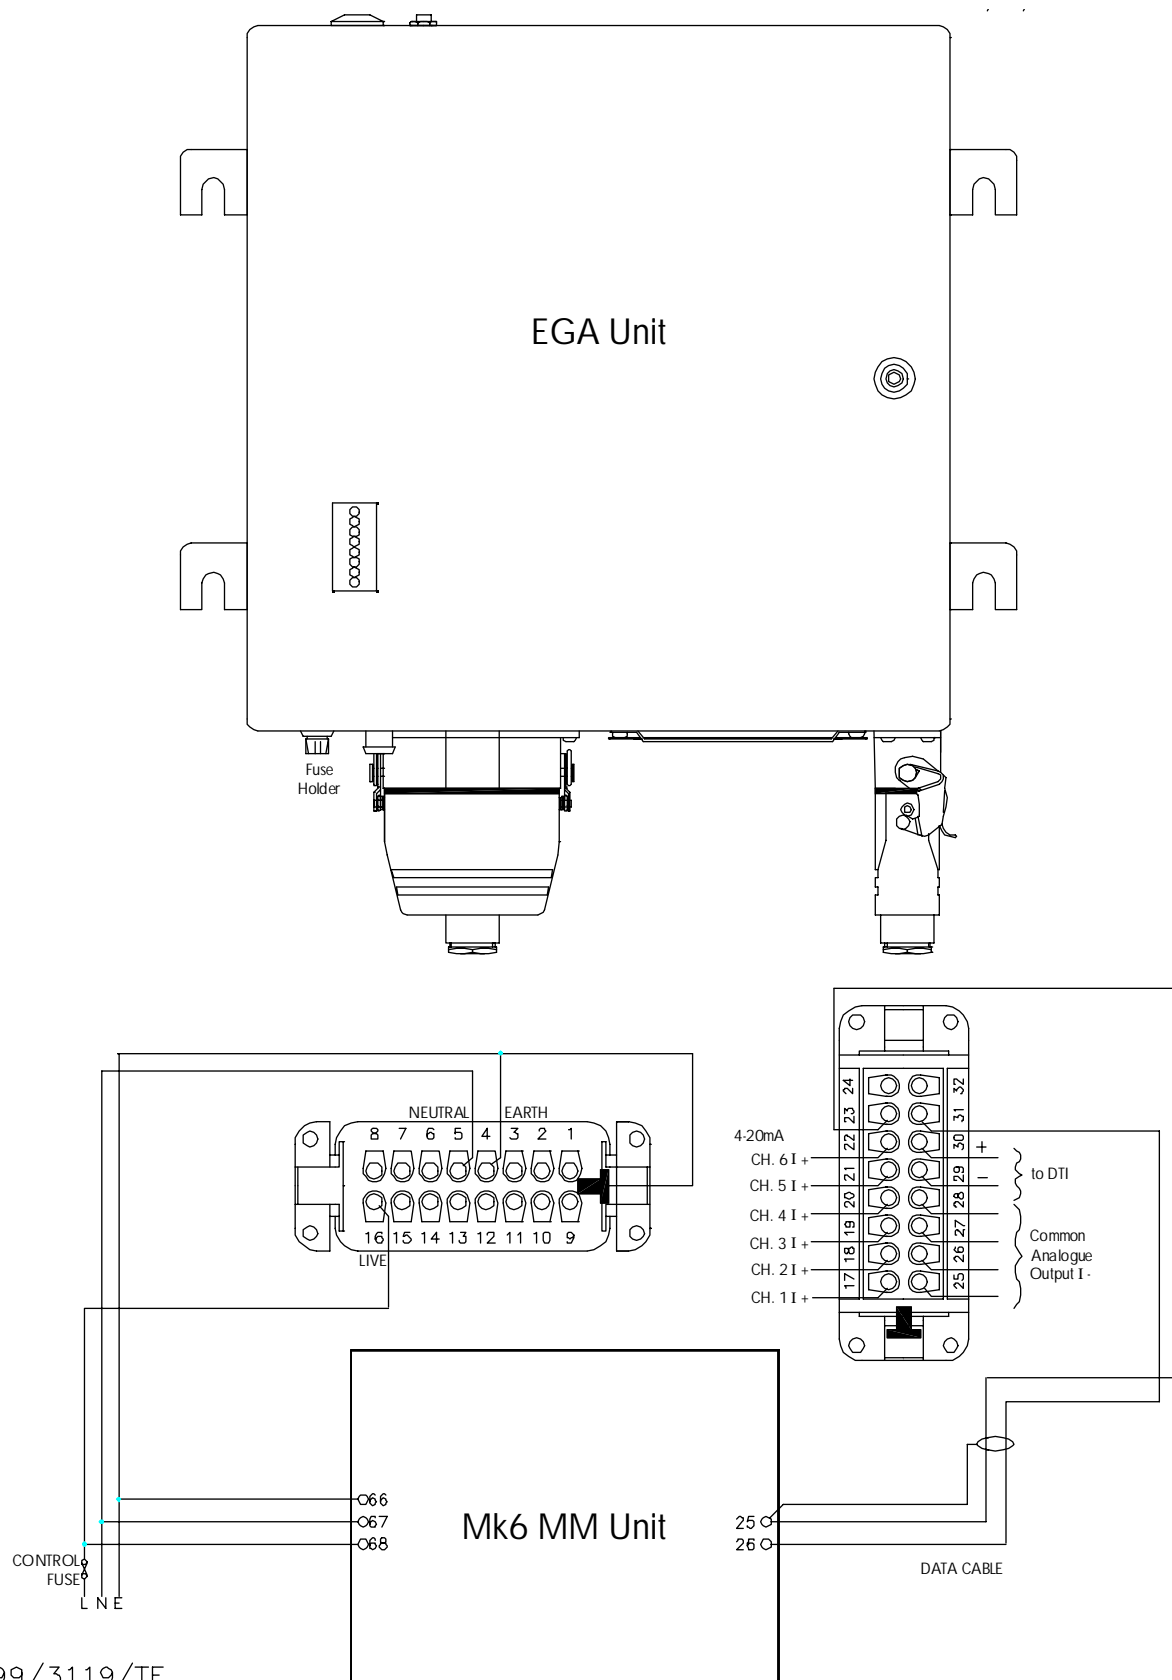 EGA Unit
Fuse
Holder
NEUTRAL EARTH
8 7 6 5 4 3 2 1
16 15 14 13 12 11 10 9
LIVE
24 32
23 31
22 30
21 29
20 28
19 27
18 26
17 25
4-20mA
CH. 6 I +
CH. 5 I +
CH. 4 I +
CH. 3 I +
CH. 2 I +
CH. 1 I +
+
–
to DTI
Common
Analogue
Output I -
Mk6 MM Unit
66
67
68
25
26
CONTROL
FUSE
L N E
DATA CABLE
99/3119/TE